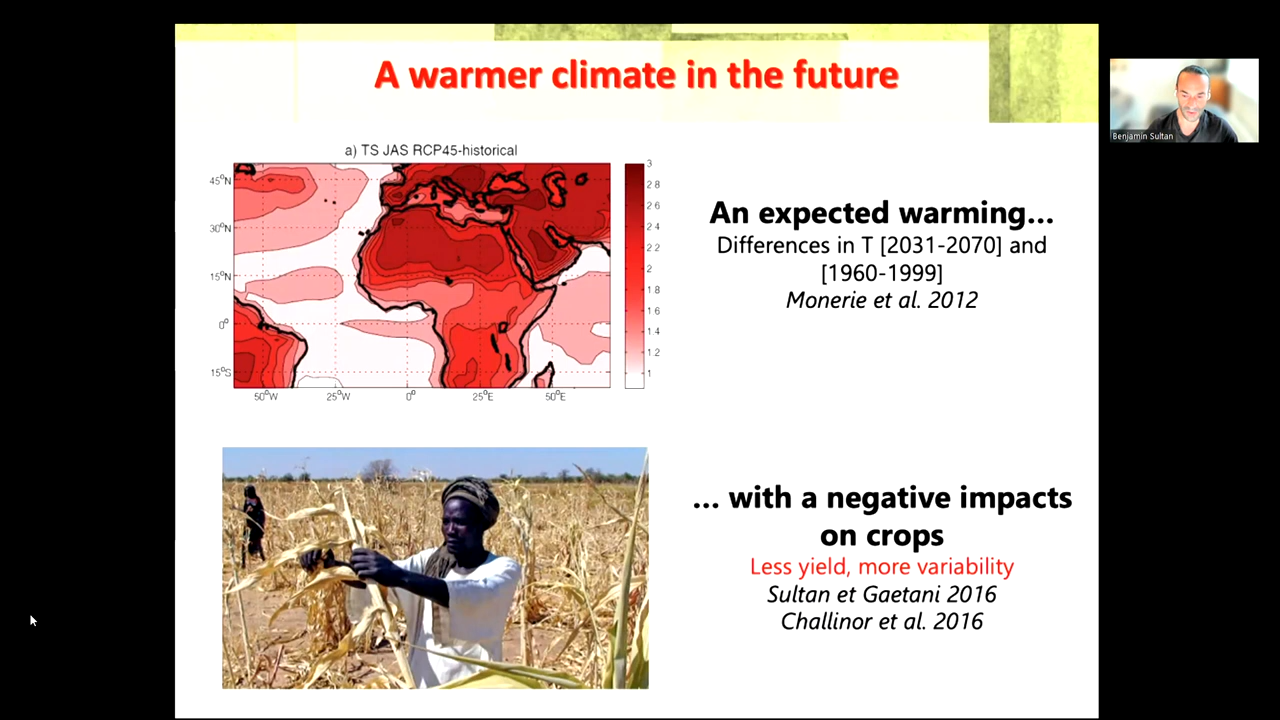 A warmer climate in the future
Benjamin Sultan
a) TS JAS RCP45-historical
45°N
30°N
15°N
0°
15°S
50°W
25°W
0°
25°E
50°E
3
2 8
2 6
2 4
2 2
2
1 8
1 6
1 4
1 2
1
An expected warming...
Differences in T [2031-2070] and
[1960-1999]
Monerie et al. 2012
... with a negative impacts
on crops
Less yield, more variability
Sultan et Gaetani 2016
Challinor et al. 2016